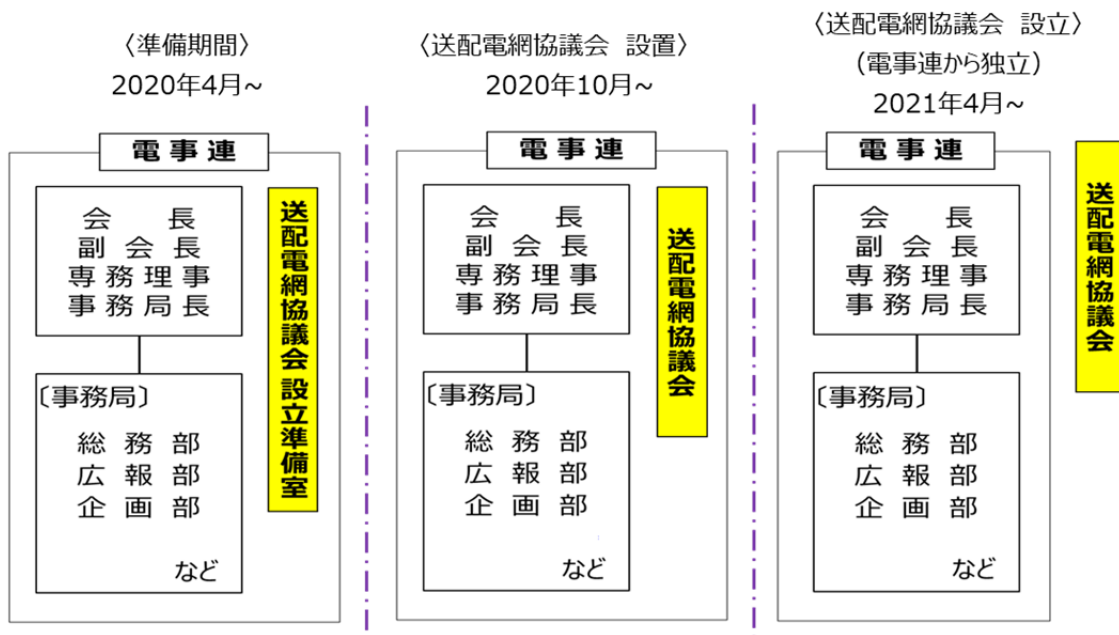 〈準備期間〉
2020年4月~
電事連
会長
副会長
専務理事
事務局長
〔事務局〕
総務部
広報部
企画部
など
送配電網協議会 設立準備室
〈送配電網協議会 設置〉
2020年10月~
電事連
会長
副会長
専務理事
事務局長
〔事務局〕
総務部
広報部
企画部
など
送配電網協議会
〈送配電網協議会 設立〉
(電事連から独立)
2021年4月~
電事連
会長
副会長
専務理事
事務局長
〔事務局〕
総務部
広報部
企画部
など
送配電網協議会